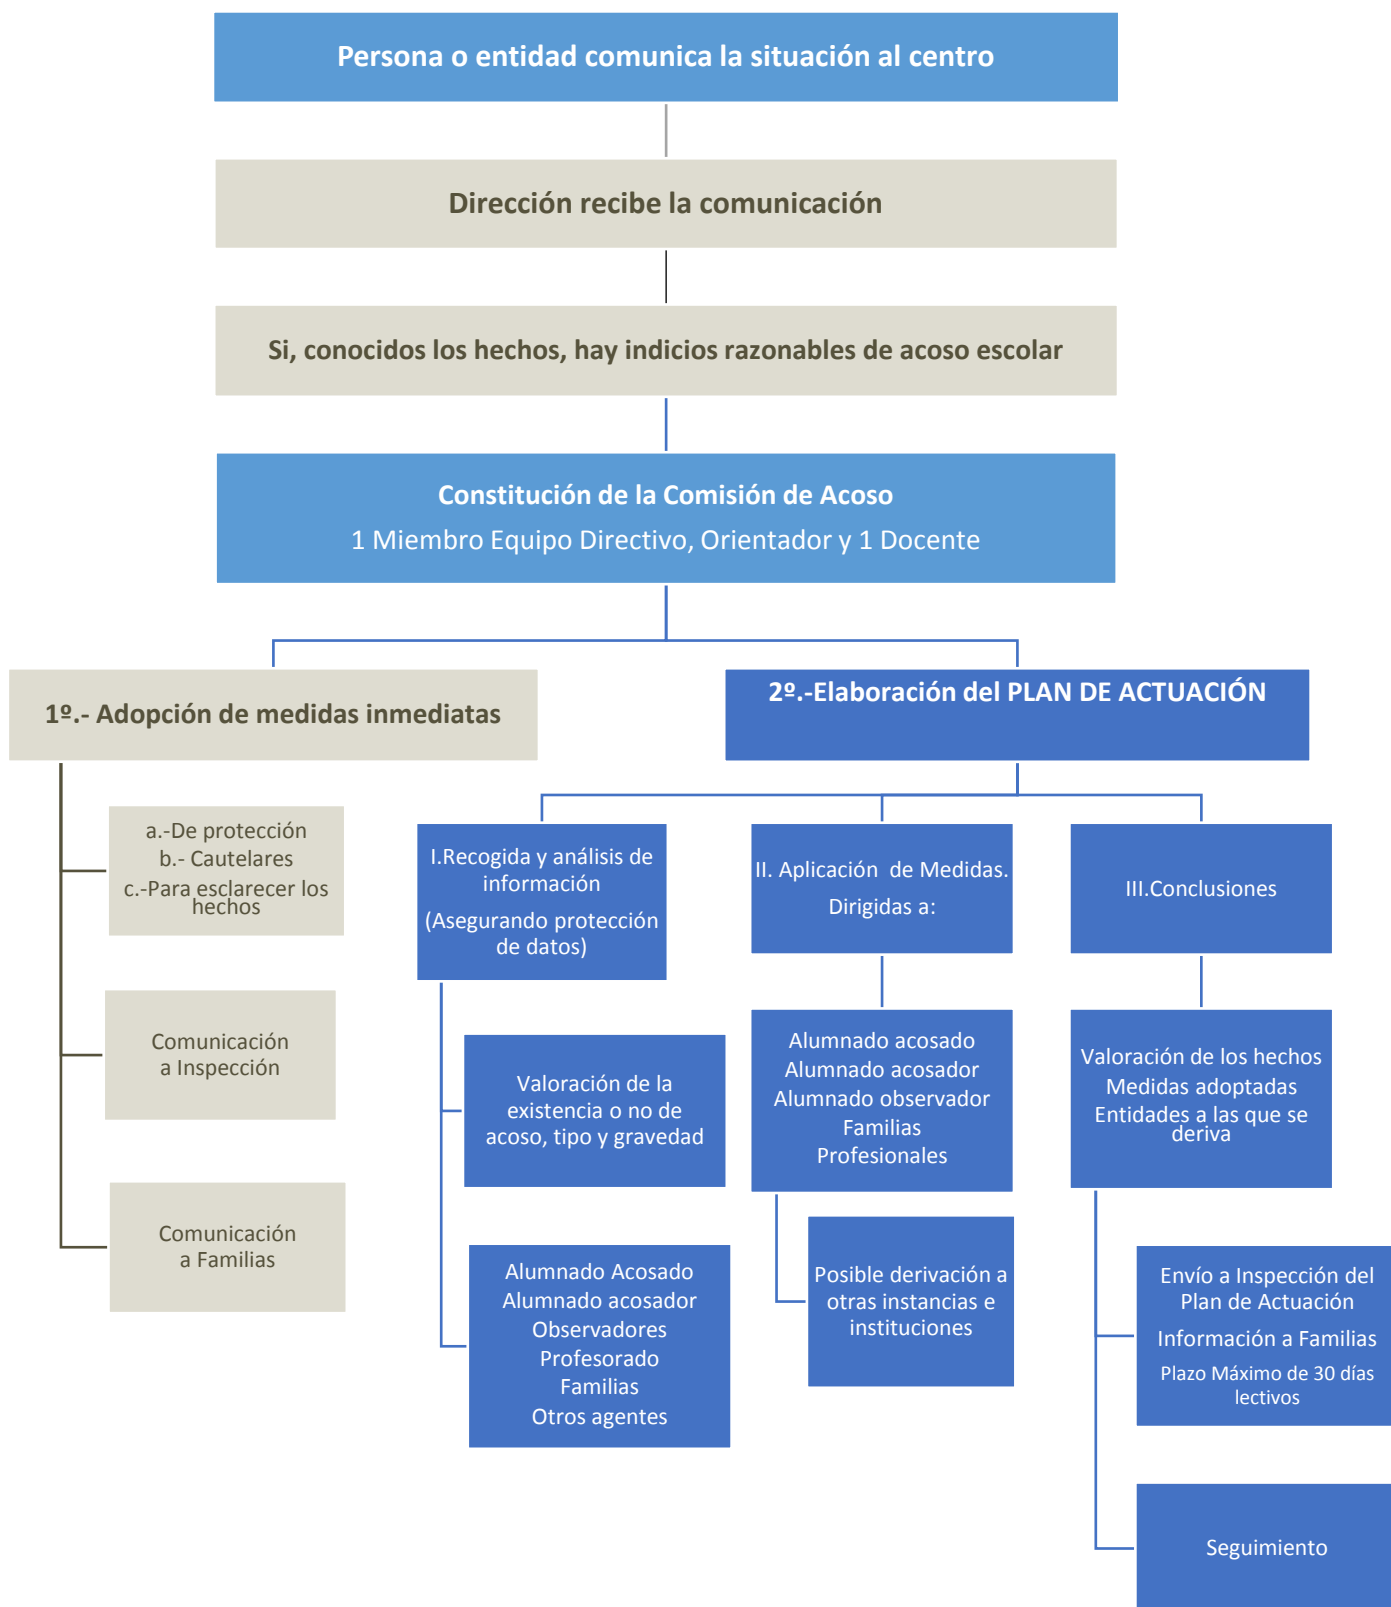 Persona o entidad comunica la situación al centro
Dirección recibe la comunicación
Si, conocidos los hechos, hay indicios razonables de acoso escolar
Constitución de la Comisión de Acoso
1 Miembro Equipo Directivo, Orientador y 1 Docente
1º.- Adopción de medidas inmediatas
a.-De protección
b.- Cautelares
c.-Para esclarecer los
hechos
Comunicación
a Inspección
Comunicación
a Familias
2º.-Elaboración del PLAN DE ACTUACIÓN
I.Recogida y análisis de
información
(Asegurando protección
de datos)
Valoración de la
existencia o no de
acoso, tipo y gravedad
Alumnado Acosado
Alumnado acosador
Observadores
Profesorado
Familias
Otros agentes
II. Aplicación  de Medidas.
Dirigidas a:
Alumnado acosado
Alumnado acosador
Alumnado observador
Familias
Profesionales
Posible derivación a
otras instancias e
instituciones
III.Conclusiones
Valoración de los hechos
Medidas adoptadas
Entidades a las que se
deriva
Envío a Inspección del
Plan de Actuación
Información a Familias
Plazo Máximo de 30 días
lectivos
Seguimiento